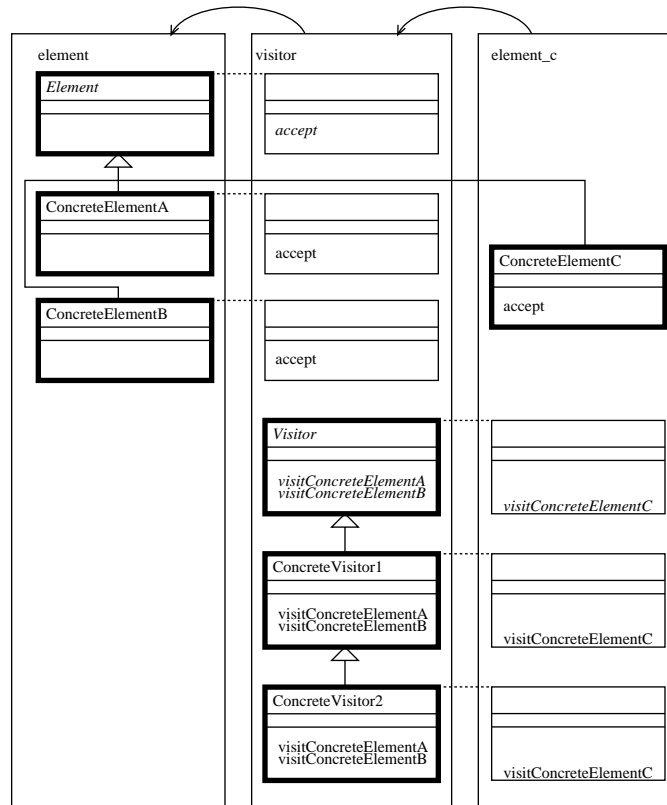 element
visitor
element_c
Element
accept
ConcreteElementA
accept
ConcreteElementC
accept
ConcreteElementB
accept
Visitor
visitConcreteElementA
visitConcreteElementB
visitConcreteElementC
ConcreteVisitor1
visitConcreteElementA
visitConcreteElementB
visitConcreteElementC
ConcreteVisitor2
visitConcreteElementA
visitConcreteElementB
visitConcreteElementC